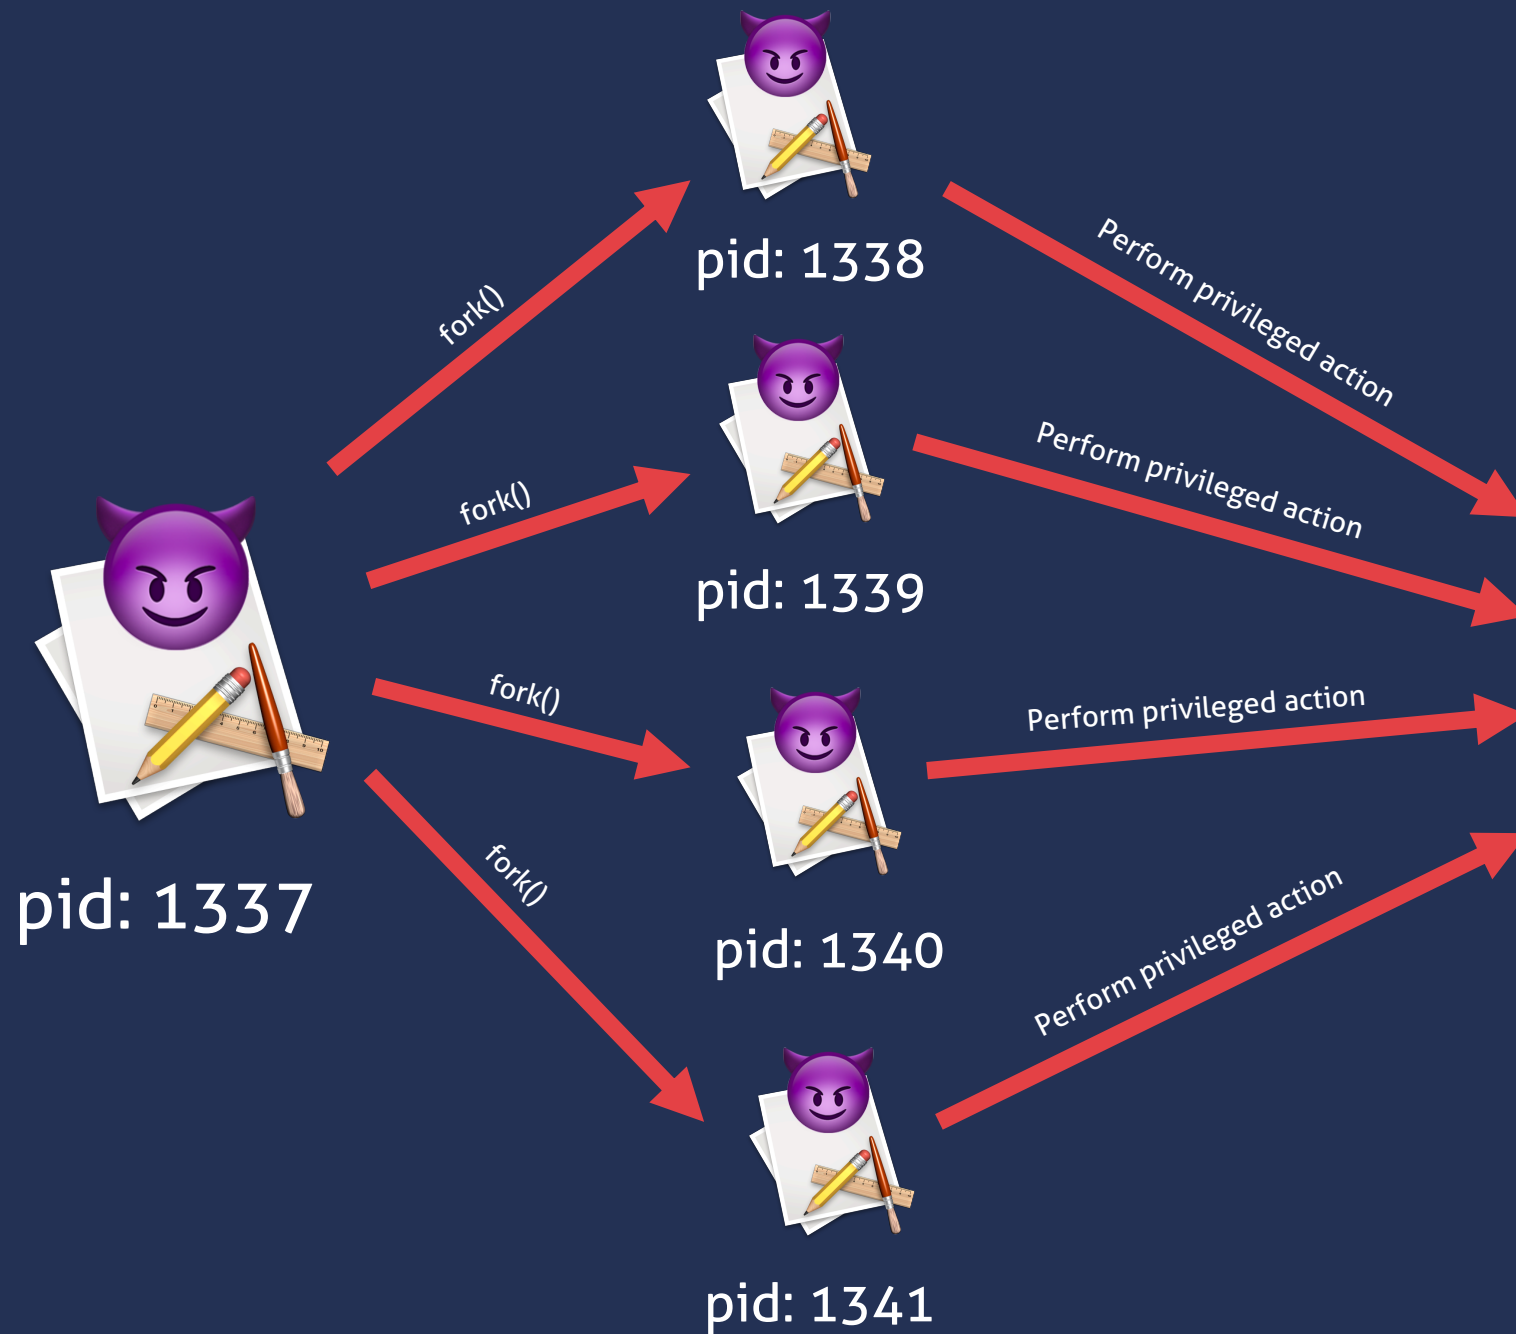 pid: 1338
fork()
Perform privileged action
fork()
Perform privileged action
pid: 1339
fork()
Perform privileged action
pid: 1337
fork()
pid: 1340
Perform privileged action
pid: 1341